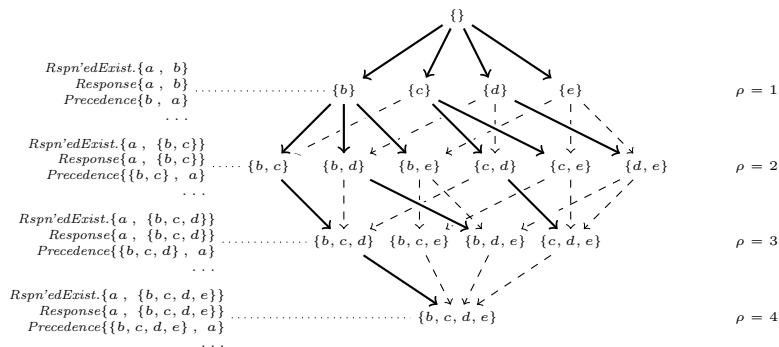 {}
Rspn'edExist.{a , b}
Response{a , b}
Precedence{b , a}
. . .
{b} {c} {d} {e} ρ = 1
Rspn'edExist.{a , {b, c}}
Response{a , {b, c}}
Precedence{{b, c} , a}
. . .
{b, c} {b, d} {b, e} {c, d} {c, e} {d, e} ρ = 2
Rspn'edExist.{a , {b, c, d}}
Response{a , {b, c, d}}
Precedence{{b, c, d} , a}
. . .
{b, c, d} {b, c, e} {b, d, e} {c, d, e} ρ = 3
Rspn'edExist.{a , {b, c, d, e}}
Response{a , {b, c, d, e}}
Precedence{{b, c, d, e} , a}
. . .
{b, c, d, e} ρ = 4